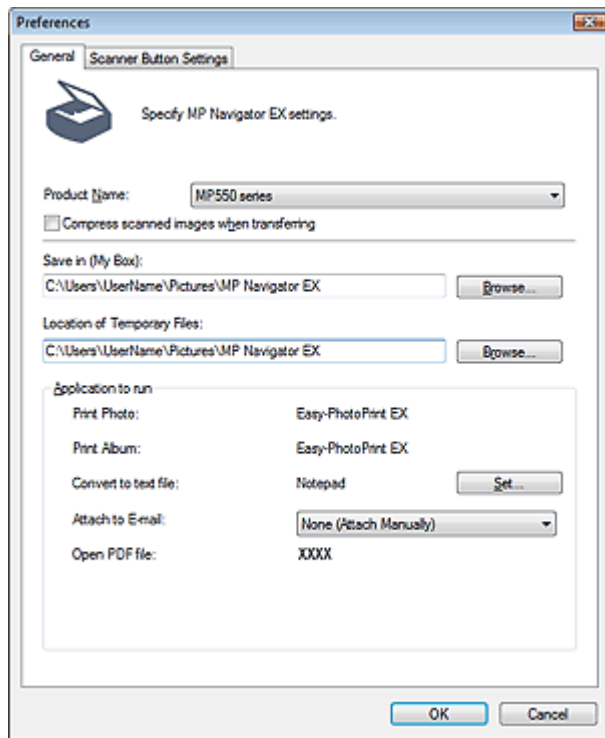 Preferences
General Scanner Button Settings
Specify MP Navigator EX settings.
Product Name: MP550 series
Compress scanned images when transferring
Save in (My Box):
C:\Users\UserName\Pictures\MP Navigator EX Browse...
Location of Temporary Files:
C:\Users\UserName\Pictures\MP Navigator EX Browse...
Application to run
Print Photo: Easy-PhotoPrint EX
Print Album: Easy-PhotoPrint EX
Convert to text file: Notepad Set...
Attach to E-mail: None (Attach Manually)
Open PDF file: XXXX
OK Cancel